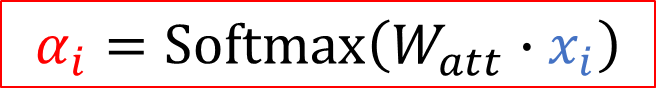 α_i = Softmax(W_att · x_i)